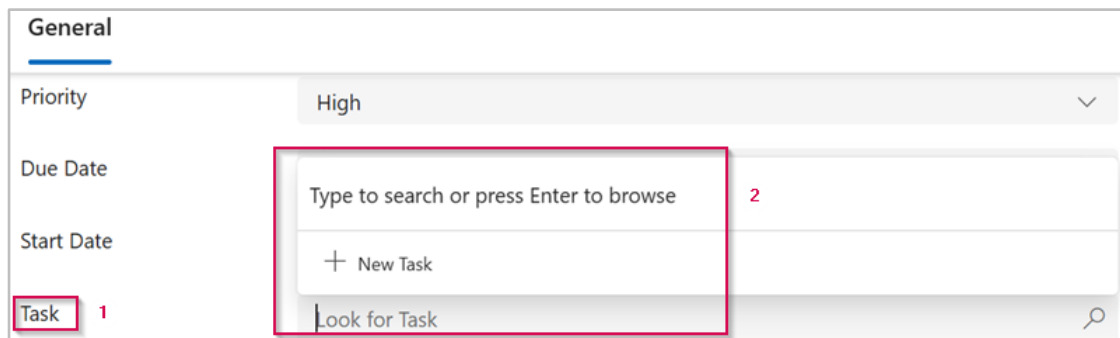 General
Priority
High
Due Date
Type to search or press Enter to browse
2
Start Date
New Task
Task
1
Look for Task